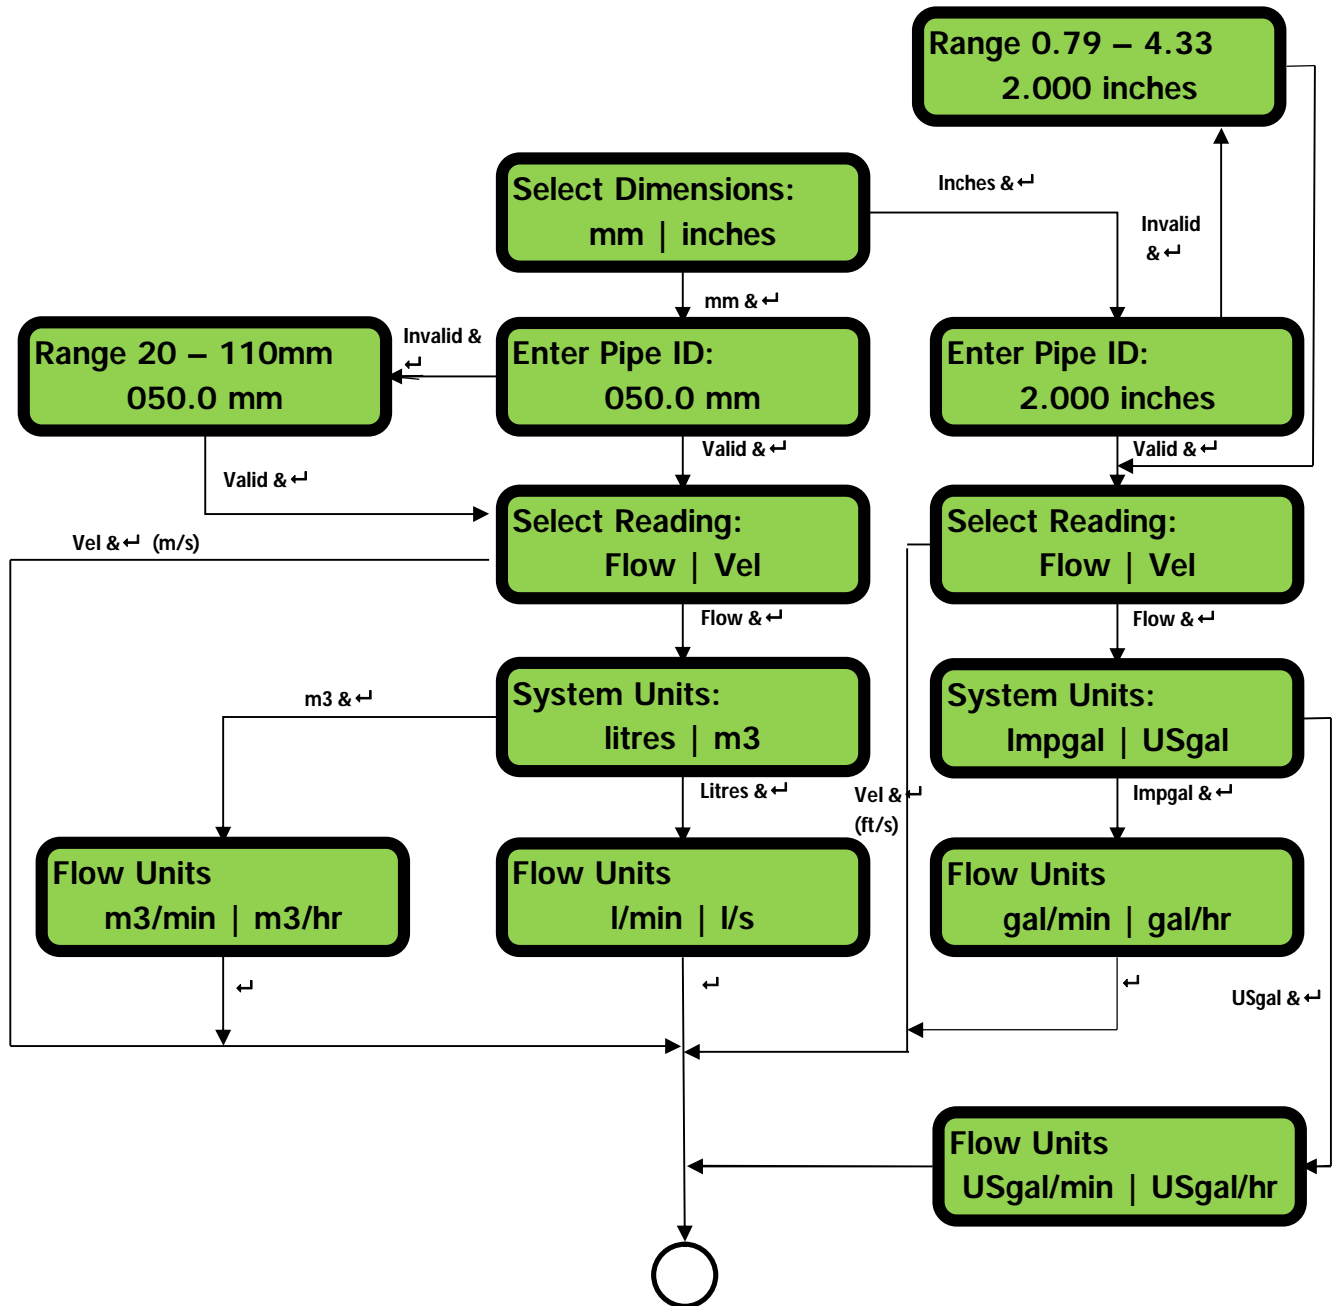 Range 0.79 – 4.33
2.000 inches
Select Dimensions:
mm | inches
Inches & ↵
Invalid
& ↵
mm & ↵
Range 20 – 110mm
050.0 mm
Invalid &
↵
Enter Pipe ID:
050.0 mm
Enter Pipe ID:
2.000 inches
Valid & ↵
Valid & ↵
Valid & ↵
Select Reading:
Flow | Vel
Select Reading:
Flow | Vel
Vel & ↵ (m/s)
Flow & ↵
Flow & ↵
m3 & ↵
System Units:
litres | m3
System Units:
Impgal | USgal
Litres & ↵
Vel & ↵
(ft/s)
Impgal & ↵
Flow Units
m3/min | m3/hr
Flow Units
l/min | l/s
Flow Units
gal/min | gal/hr
↵
↵
↵
USgal & ↵
Flow Units
USgal/min | USgal/hr